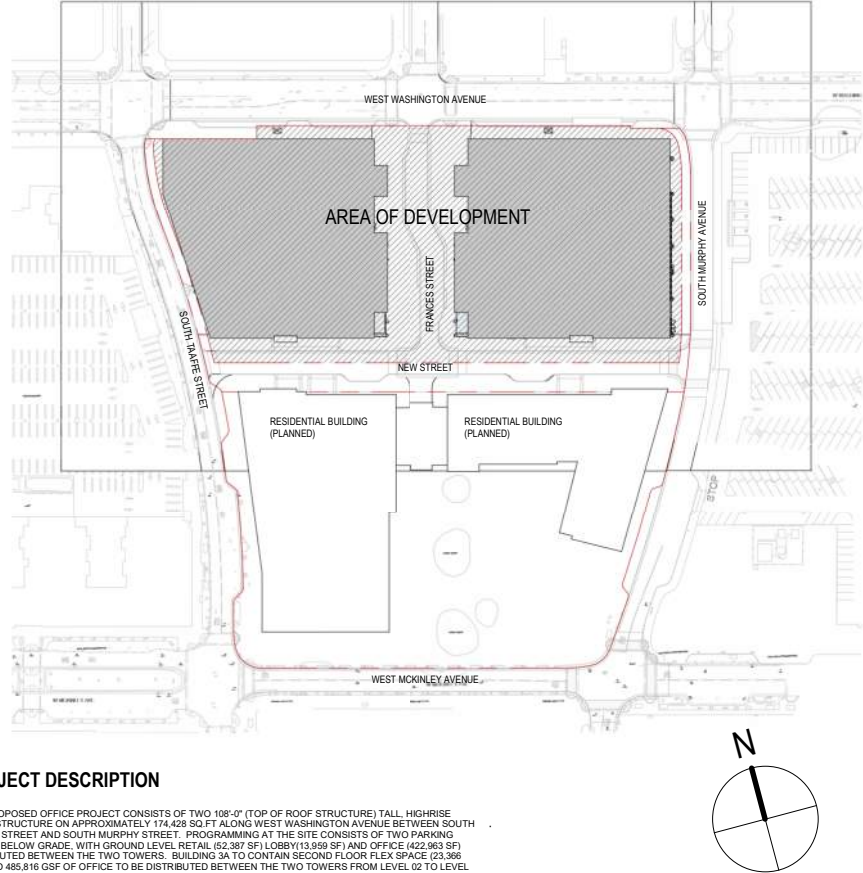 WEST WASHINGTON AVENUE
AREA OF DEVELOPMENT
FRANCES STREET
SOUTH MURPHY AVENUE
SOUTH TAAFFE STREET
NEW STREET
RESIDENTIAL BUILDING
(PLANNED)
RESIDENTIAL BUILDING
(PLANNED)
STOP
WEST MCKINLEY AVENUE
N
JECT DESCRIPTION
OPOSED OFFICE PROJECT CONSISTS OF TWO 108'-0" (TOP OF ROOF STRUCTURE) TALL, HIGHRISE
STRUCTURE ON APPROXIMATELY 174,428 SQ.FT ALONG WEST WASHINGTON AVENUE BETWEEN SOUTH
STREET AND SOUTH MURPHY STREET. PROGRAMMING AT THE SITE CONSISTS OF TWO PARKING
BELOW GRADE, WITH GROUND LEVEL RETAIL (52,387 SF) LOBBY(13,959 SF) AND OFFICE (422,963 SF)
UTED BETWEEN THE TWO TOWERS. BUILDING 3A TO CONTAIN SECOND FLOOR FLEX SPACE (23,366
D 485,816 GSF OF OFFICE TO BE DISTRIBUTED BETWEEN THE TWO TOWERS FROM LEVEL 02 TO LEVEL